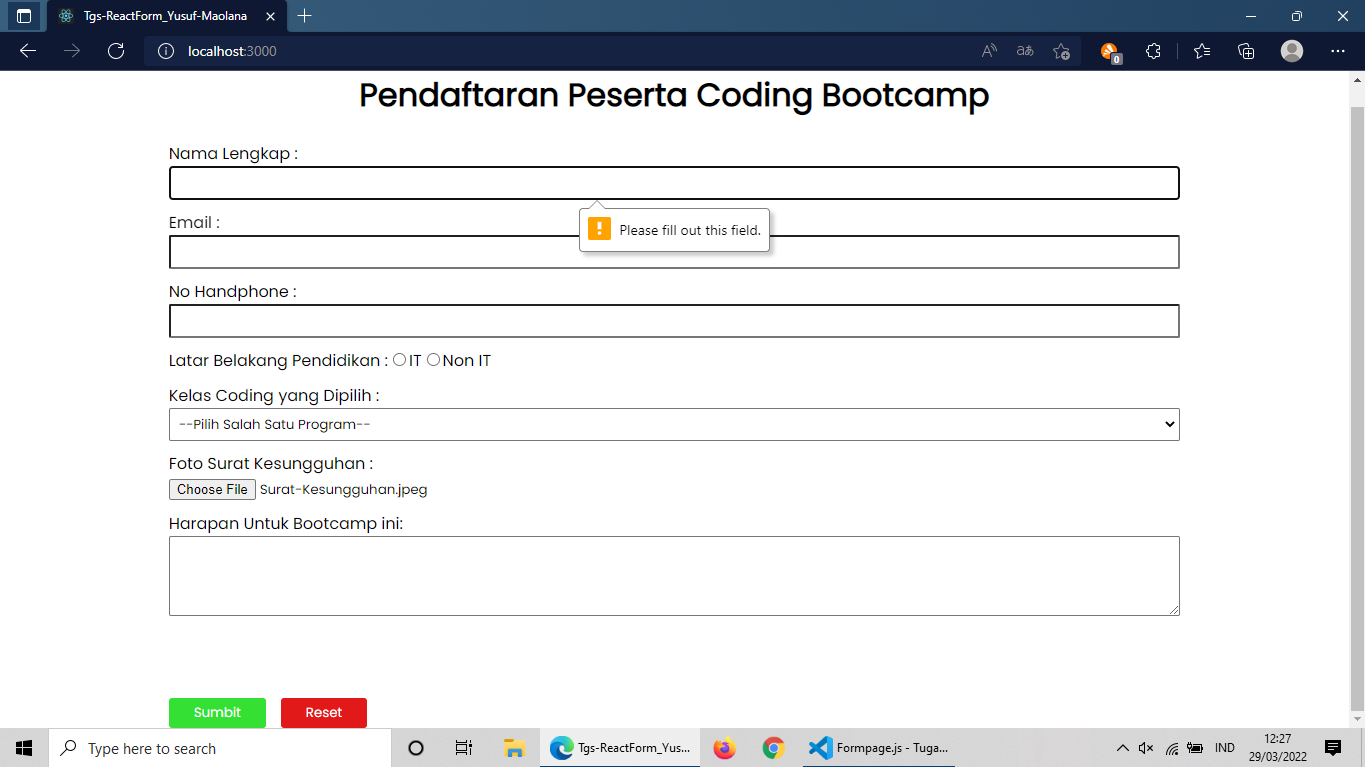 Tgs-ReactForm_Yusuf-Maolana
localhost:3000
0
Pendaftaran Peserta Coding Bootcamp
Nama Lengkap :
Please fill out this field.
Email :
No Handphone :
Latar Belakang Pendidikan : IT Non IT
Kelas Coding yang Dipilih :
--Pilih Salah Satu Program--
Foto Surat Kesungguhan :
Choose File Surat-Kesungguhan.jpeg
Harapan Untuk Bootcamp ini:
Sumbit Reset
Type here to search
Tgs-ReactForm_Yus...
Formpage.js - Tuga...
IND
12:27
29/03/2022